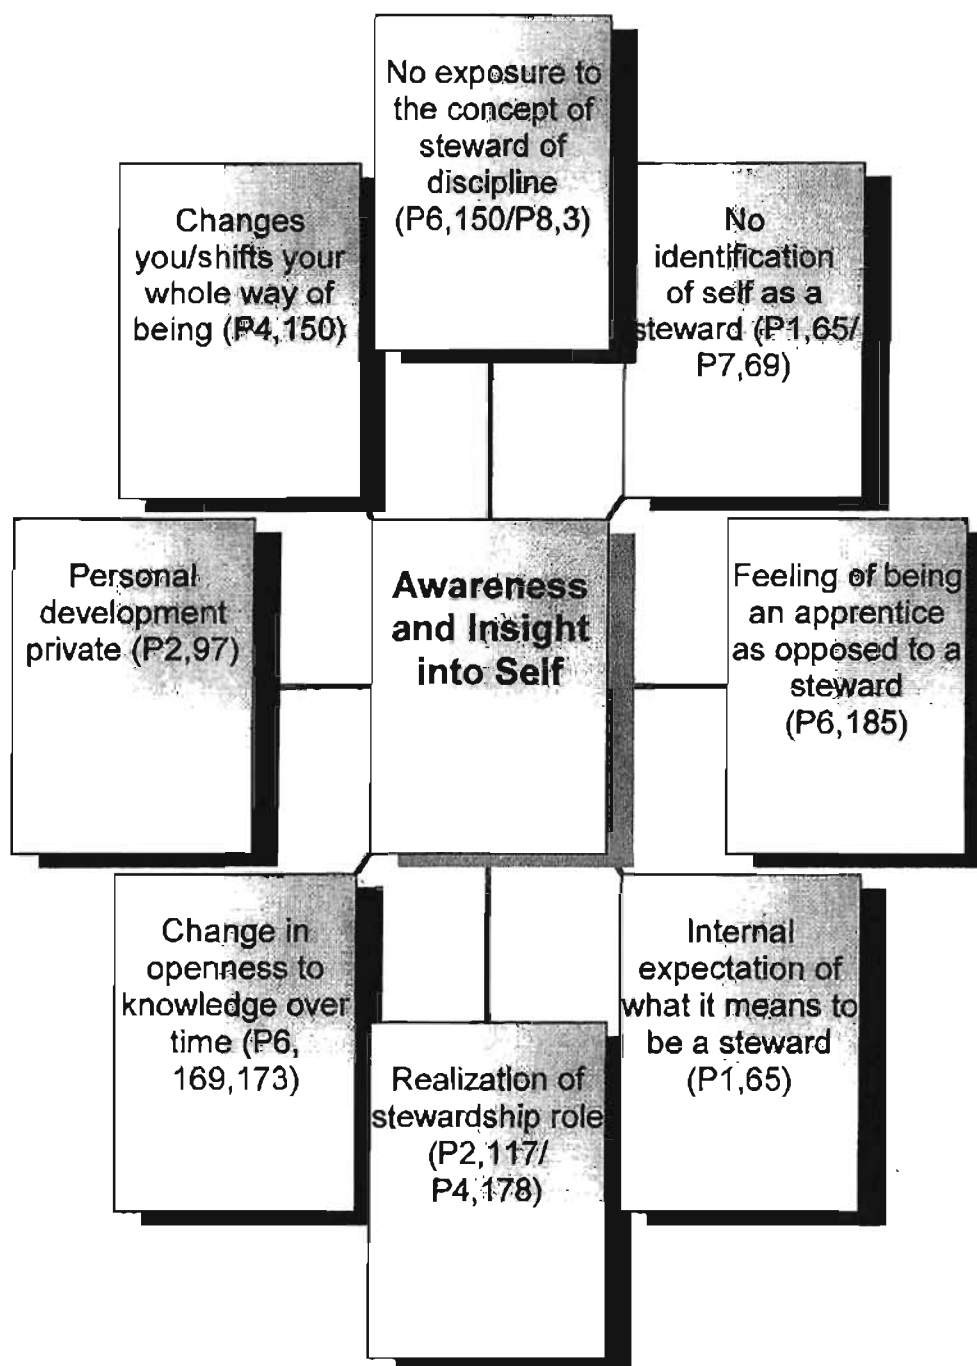 No exposure to
the concept of
steward of
discipline
(P6,150/P8,3)
Changes
you/shifts your
whole way of
being (P4,150)
No
identification
of self as a
steward (P1,65/
P7,69)
Personal
development
private (P2,97)
Awareness
and Insight
into Self
Feeling of being
an apprentice
as opposed to a
steward
(P6,185)
Change in
openness to
knowledge over
time (P6,
169,173)
Realization of
stewardship role
(P2,117/
P4,178)
Internal
expectation of
what it means to
be a steward
(P1,65)